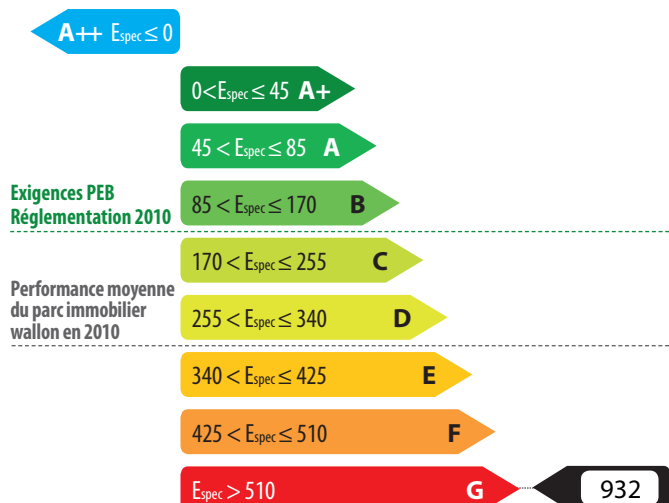 A++ Espec ≤ 0
0<Espec ≤ 45 A+
45 < Espec ≤ 85 A
Exigences PEB
Réglementation 2010
85 < Espec ≤ 170 B
170 < Espec ≤ 255 C
Performance moyenne
du parc immobilier
wallon en 2010
255 < Espec ≤ 340 D
340 < Espec ≤ 425 E
425 < Espec ≤ 510 F
Espec > 510 G 932